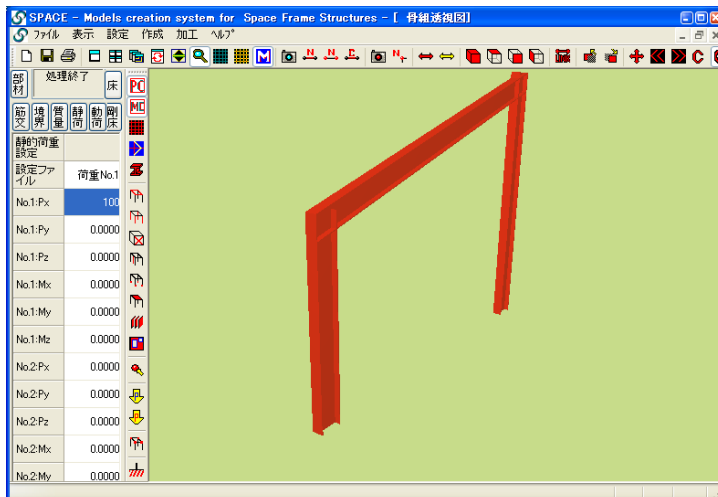 SPACE - Models creation system for Space Frame Structures - [ 骨組透視図]
ファイル 表示 設定 作成 加工 ヘルプ
部材 処理終了 床
PC
筋交 境界 質量 静荷 動荷 剛床
MC
静的荷重設定
設定ファイル 荷重No.1
No.1:Px 100
No.1:Py 0.0000
No.1:Pz 0.0000
No.1:Mx 0.0000
No.1:My 0.0000
No.1:Mz 0.0000
No.2:Px 0.0000
No.2:Py 0.0000
No.2:Pz 0.0000
No.2:Mx 0.0000
No.2:My 0.0000